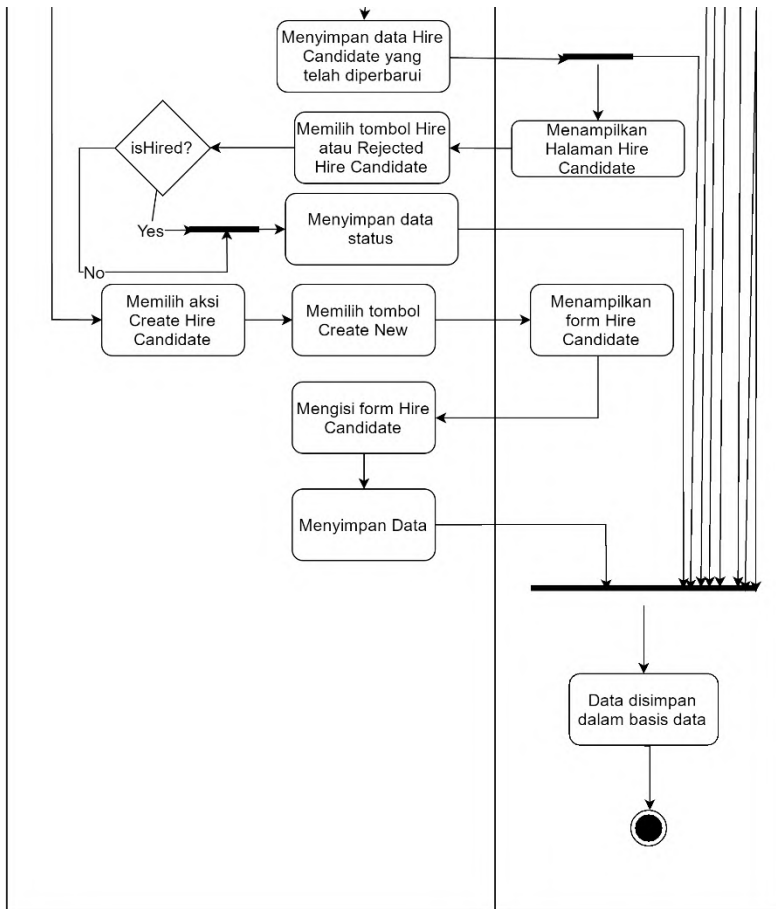 Menyimpan data Hire
Candidate yang
telah diperbarui
isHired?
Memilih tombol Hire
atau Rejected
Hire Candidate
Menampilkan
Halaman Hire
Candidate
Yes
Menyimpan data
status
No
Memilih aksi
Create Hire
Candidate
Memilih tombol
Create New
Menampilkan
form Hire
Candidate
Mengisi form Hire
Candidate
Menyimpan Data
Data disimpan
dalam basis data